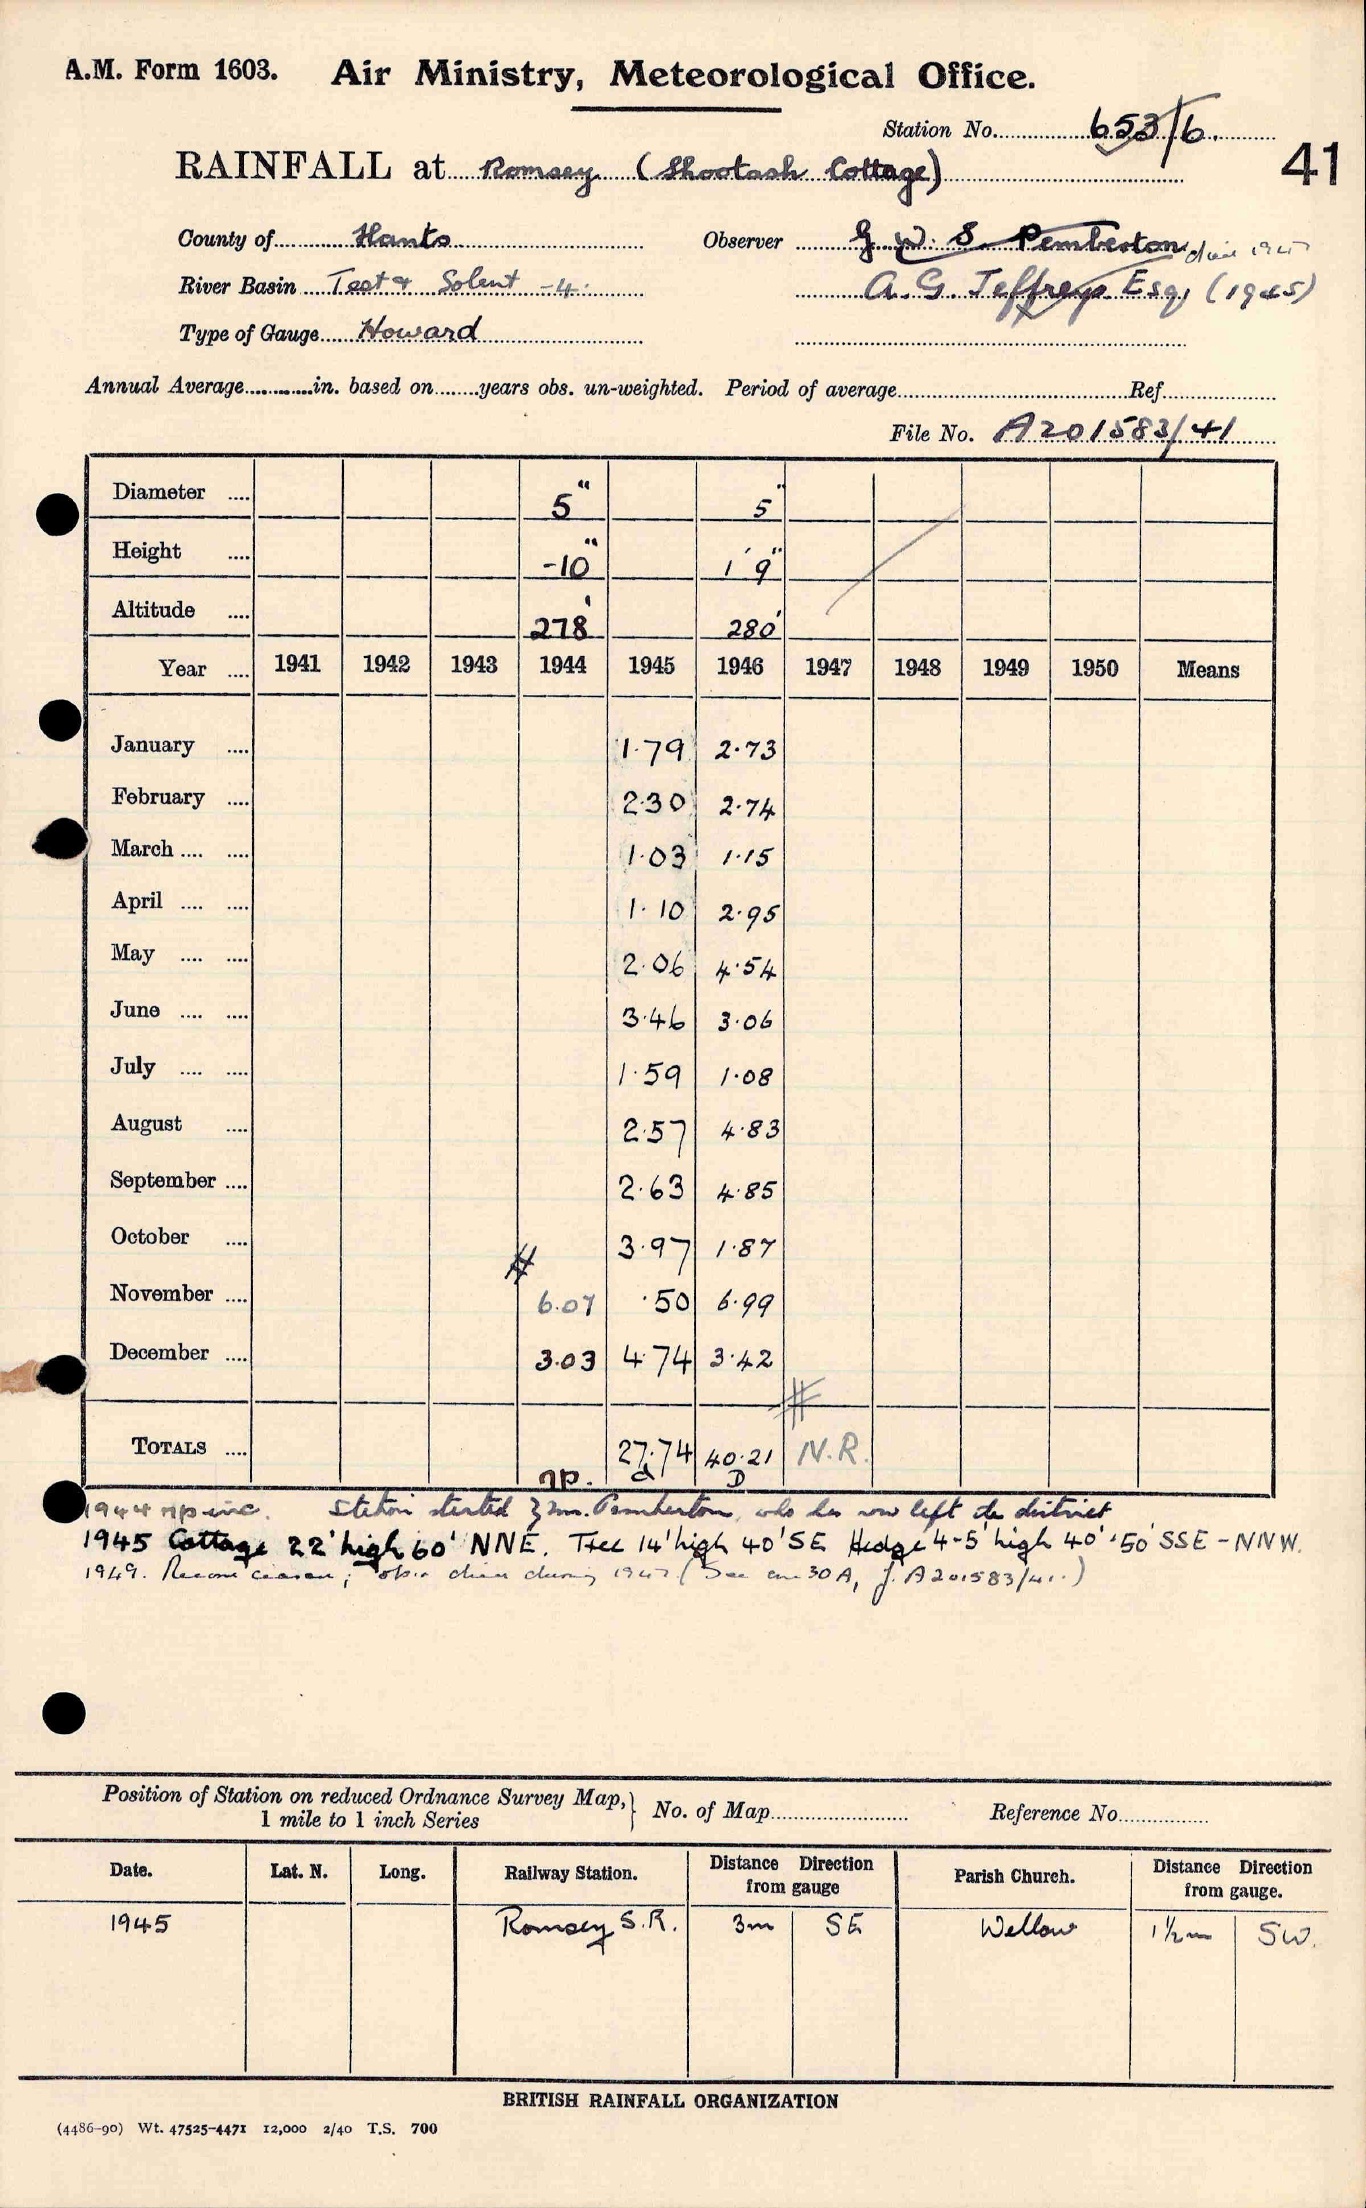 A.M. Form 1603. Air Ministry, Meteorological Office.
Station No. 653/6.
41
RAINFALL at Romsey (Shootash Cottage)
County of Hants Observer G. W. S. Pemberton died 1947
River Basin Test & Solent -4. A. G. Jeffreys Esq, (1945)
Type of Gauge Howard
Annual Average in. based on years obs. un-weighted. Period of average Ref
File No. A201583/41
Diameter .... 5" 5"
Height .... -10" 1'9"
Altitude .... 278' 280'
Year .... 1941 1942 1943 1944 1945 1946 1947 1948 1949 1950 Means
January .... 1.79 2.73
February .... 2.30 2.74
March .... .... 1.03 1.15
April .... .... 1.10 2.95
May .... .... 2.06 4.54
June .... .... 3.46 3.06
July .... .... 1.59 1.08
August .... 2.57 4.83
September .... 2.63 4.85
October .... 3.97 1.87
November .... 6.07 .50 6.99
December .... 3.03 4.74 3.42
TOTALS .... 27.74 40.21 N.R.
np. d D
1944 np inc. Station started by Mr. Pemberton, who has now left the district
1945 Cottage 22' high 60' NNE. Tree 14' high 40' SE Hedge 4-5' high 40'-50' SSE - NNW.
1949. Record ceased; obsr died during 1947 (See 30A, f. A201583/41.)
Position of Station on reduced Ordnance Survey Map, No. of Map Reference No.
1 mile to 1 inch Series
Date. Lat. N. Long. Railway Station. Distance Direction from gauge Parish Church. Distance Direction from gauge.
1945 Romsey S.R. 3m SE Wellow 1½m SW.
BRITISH RAINFALL ORGANIZATION
(4486-90) Wt. 47525-4471 12,000 2/40 T.S. 700